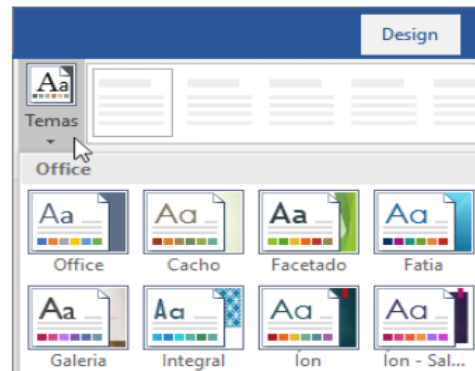 Design
Aa
Temas
Office
Aa Aa Aa Aa
Office Cacho Facetado Fatia
Aa Aa Aa Aa
Galeria Integral Íon Íon - Sal...